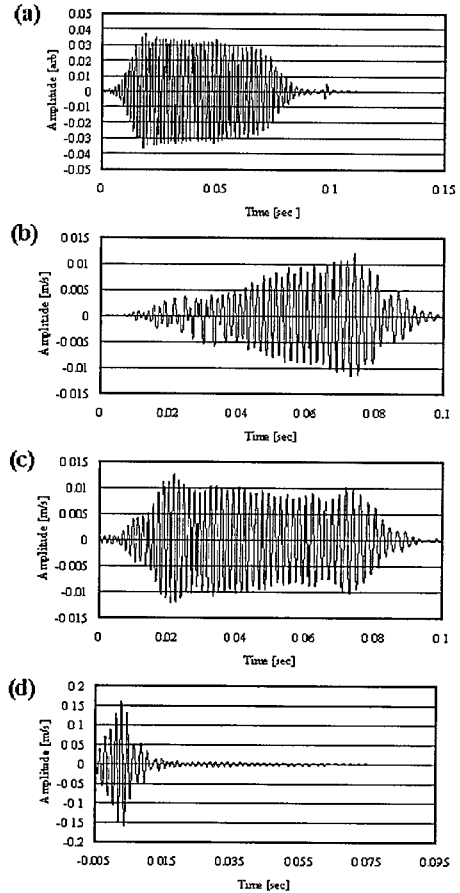 (a)
Amplitude [arb]
0.05
0.04
0.03
0.02
0.01
0
-0.01
-0.02
-0.03
-0.04
-0.05
0 0 05 0.1 0.15
Time [sec ]
(b)
Amplitude [m/s]
0 015
0.01
0.005
0
-0.005
-0.01
-0 015
0 0.02 0 04 0 06 0 08 0.1
Time [sec]
(c)
Amplitude [m/s]
0.015
0.01
0.005
0
-0.005
-0.01
-0 015
0 0.02 0 04 0 06 0 08 0.1
Time [sec]
(d)
Amplitude [m/s]
0.2
0.15
0.1
0.05
0
-0 05
-0 1
-0.15
-0.2
-0.005 0 015 0 035 0 055 0.075 0.095
Time [sec]